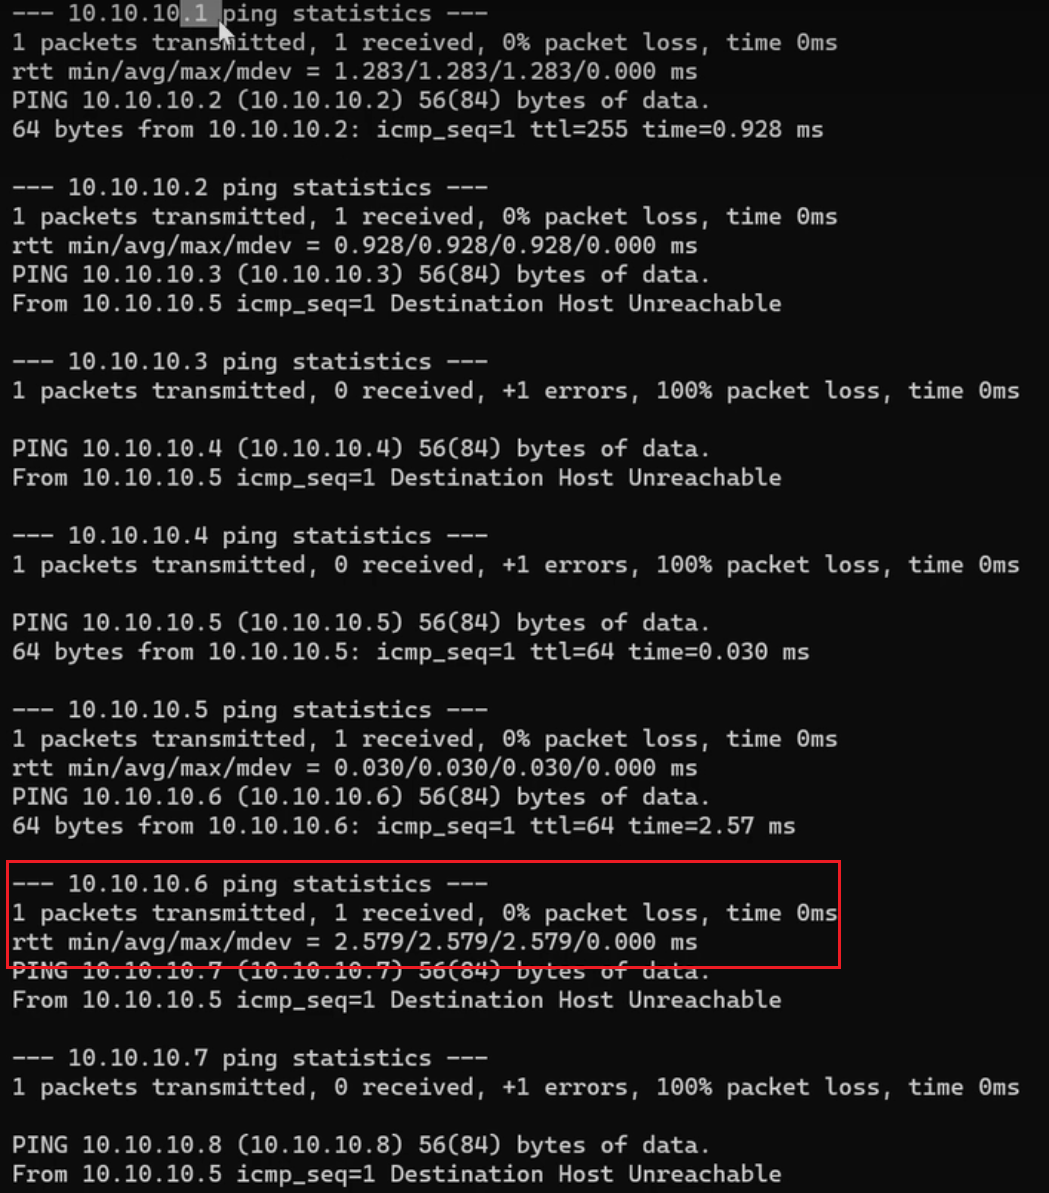 --- 10.10.10.1 ping statistics ---
1 packets transmitted, 1 received, 0% packet loss, time 0ms
rtt min/avg/max/mdev = 1.283/1.283/1.283/0.000 ms
PING 10.10.10.2 (10.10.10.2) 56(84) bytes of data.
64 bytes from 10.10.10.2: icmp_seq=1 ttl=255 time=0.928 ms

--- 10.10.10.2 ping statistics ---
1 packets transmitted, 1 received, 0% packet loss, time 0ms
rtt min/avg/max/mdev = 0.928/0.928/0.928/0.000 ms
PING 10.10.10.3 (10.10.10.3) 56(84) bytes of data.
From 10.10.10.5 icmp_seq=1 Destination Host Unreachable

--- 10.10.10.3 ping statistics ---
1 packets transmitted, 0 received, +1 errors, 100% packet loss, time 0ms

PING 10.10.10.4 (10.10.10.4) 56(84) bytes of data.
From 10.10.10.5 icmp_seq=1 Destination Host Unreachable

--- 10.10.10.4 ping statistics ---
1 packets transmitted, 0 received, +1 errors, 100% packet loss, time 0ms

PING 10.10.10.5 (10.10.10.5) 56(84) bytes of data.
64 bytes from 10.10.10.5: icmp_seq=1 ttl=64 time=0.030 ms

--- 10.10.10.5 ping statistics ---
1 packets transmitted, 1 received, 0% packet loss, time 0ms
rtt min/avg/max/mdev = 0.030/0.030/0.030/0.000 ms
PING 10.10.10.6 (10.10.10.6) 56(84) bytes of data.
64 bytes from 10.10.10.6: icmp_seq=1 ttl=64 time=2.57 ms

--- 10.10.10.6 ping statistics ---
1 packets transmitted, 1 received, 0% packet loss, time 0ms
rtt min/avg/max/mdev = 2.579/2.579/2.579/0.000 ms
PING 10.10.10.7 (10.10.10.7) 56(84) bytes of data.
From 10.10.10.5 icmp_seq=1 Destination Host Unreachable

--- 10.10.10.7 ping statistics ---
1 packets transmitted, 0 received, +1 errors, 100% packet loss, time 0ms

PING 10.10.10.8 (10.10.10.8) 56(84) bytes of data.
From 10.10.10.5 icmp_seq=1 Destination Host Unreachable